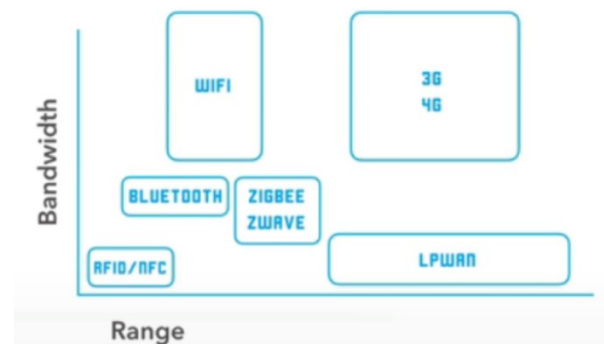 WIFI
3G
4G
Bandwidth
BLUETOOTH
ZIGBEE
ZWAVE
RFID/NFC
LPWAN
Range